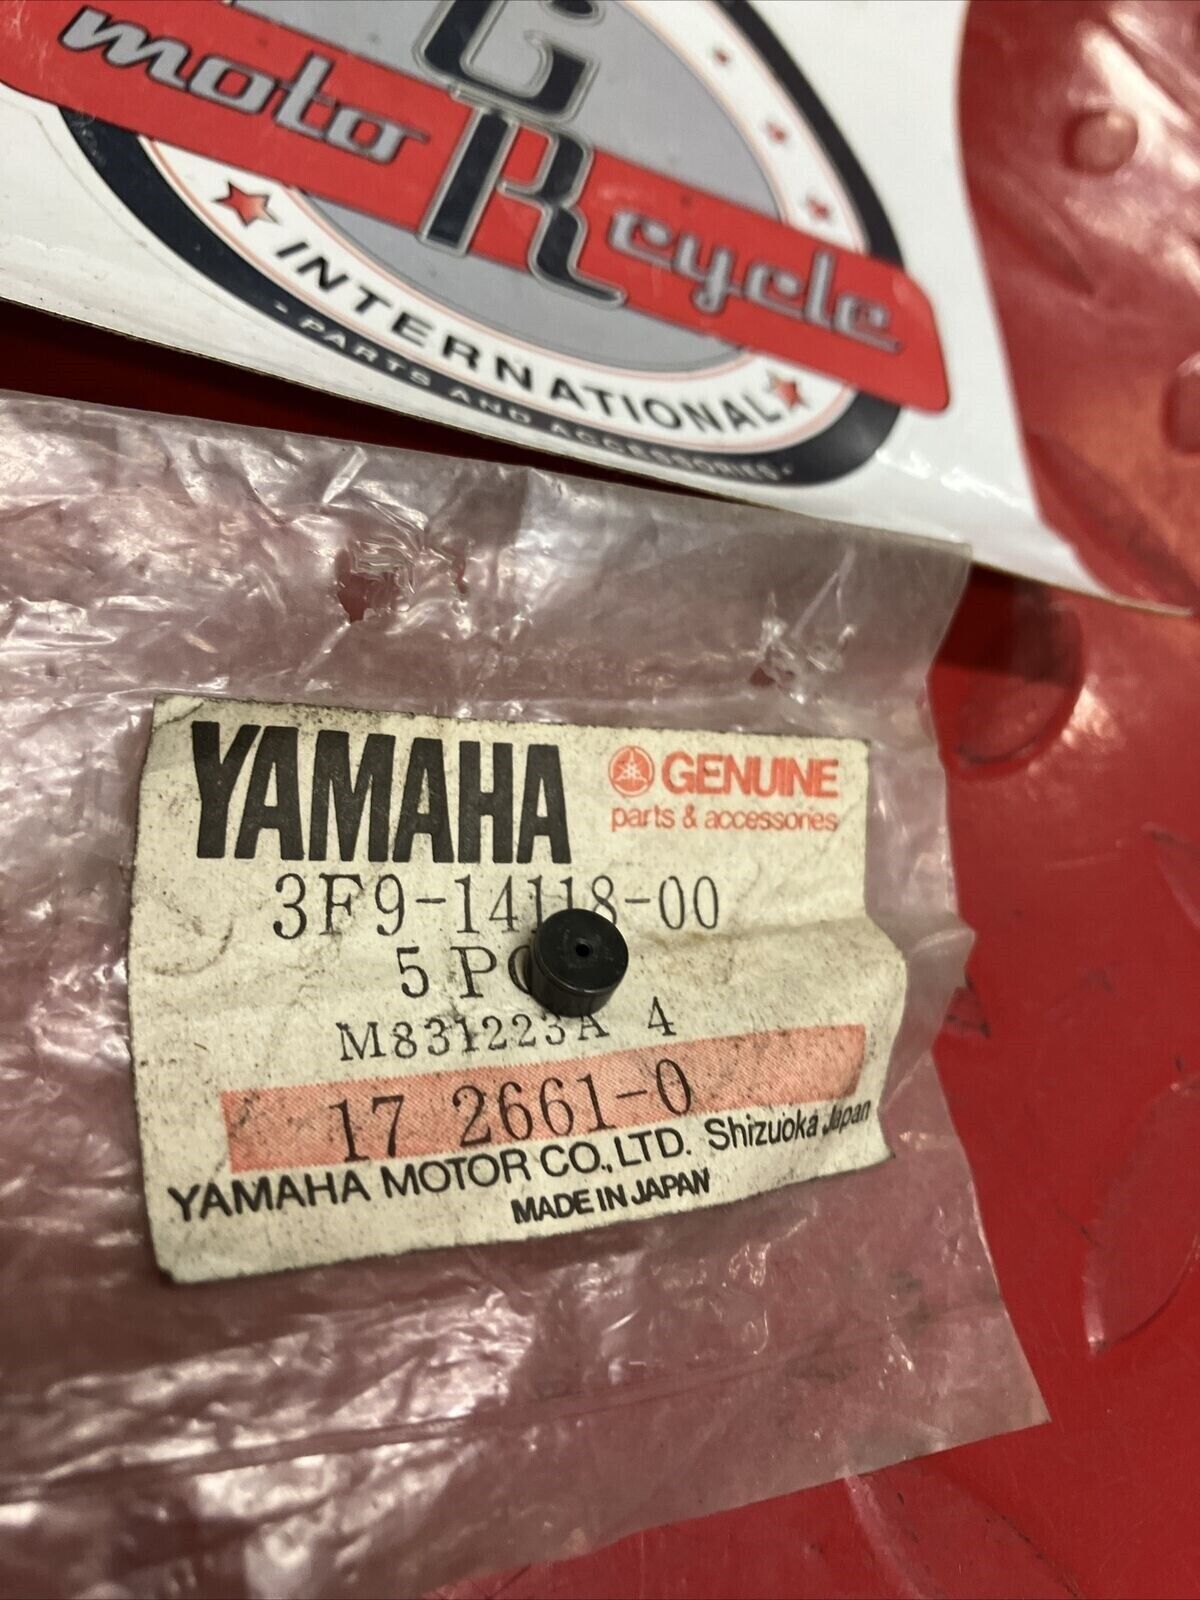 G
moto Rcycle
INTERNATIONAL
- PARTS AND ACCESSORIES -
YAMAHA
GENUINE
parts & accessories
3F9-14118-00
5 P
M831223A 4
17 2661-0
YAMAHA MOTOR CO., LTD. Shizuoka Japan
MADE IN JAPAN